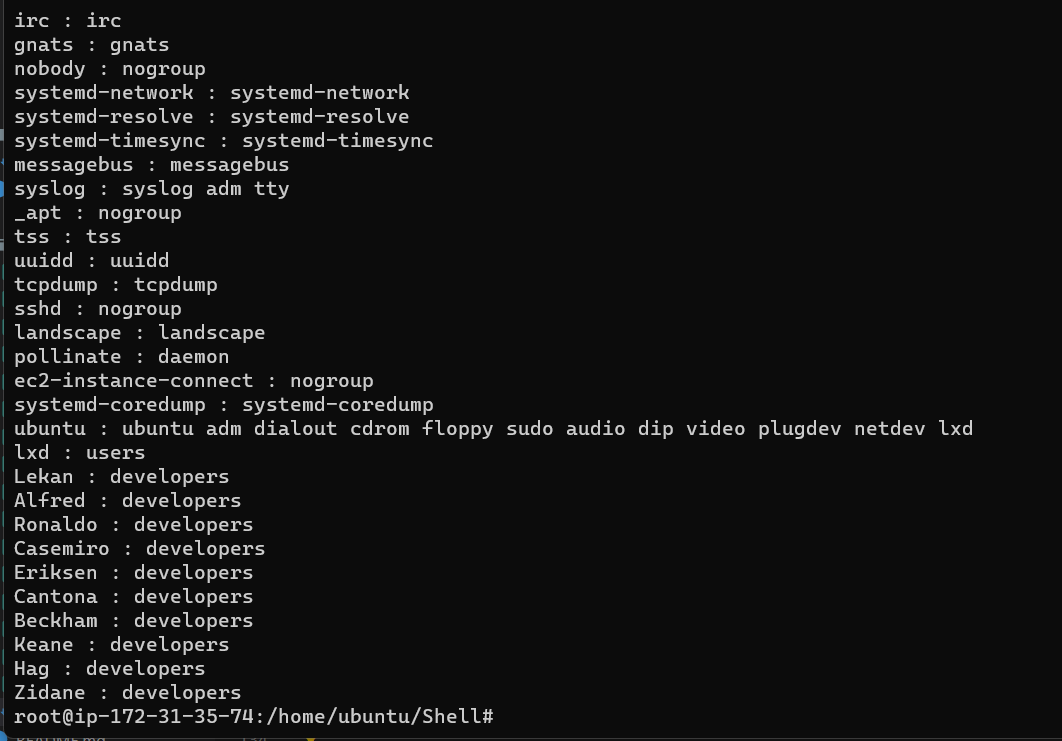 irc : irc
gnats : gnats
nobody : nogroup
systemd-network : systemd-network
systemd-resolve : systemd-resolve
systemd-timesync : systemd-timesync
messagebus : messagebus
syslog : syslog adm tty
_apt : nogroup
tss : tss
uuidd : uuidd
tcpdump : tcpdump
sshd : nogroup
landscape : landscape
pollinate : daemon
ec2-instance-connect : nogroup
systemd-coredump : systemd-coredump
ubuntu : ubuntu adm dialout cdrom floppy sudo audio dip video plugdev netdev lxd
lxd : users
Lekan : developers
Alfred : developers
Ronaldo : developers
Casemiro : developers
Eriksen : developers
Cantona : developers
Beckham : developers
Keane : developers
Hag : developers
Zidane : developers
root@ip-172-31-35-74:/home/ubuntu/Shell#